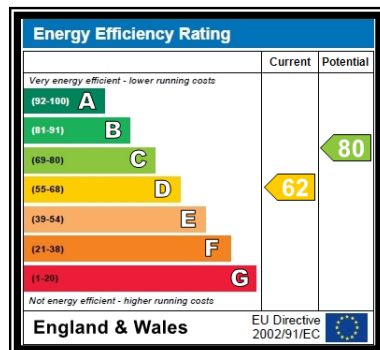 Energy Efficiency Rating
Current Potential
Very energy efficient - lower running costs
(92-100) A
(81-91) B
(69-80) C
80
(55-68) D
62
(39-54) E
(21-38) F
(1-20) G
Not energy efficient - higher running costs
England & Wales
EU Directive
2002/91/EC